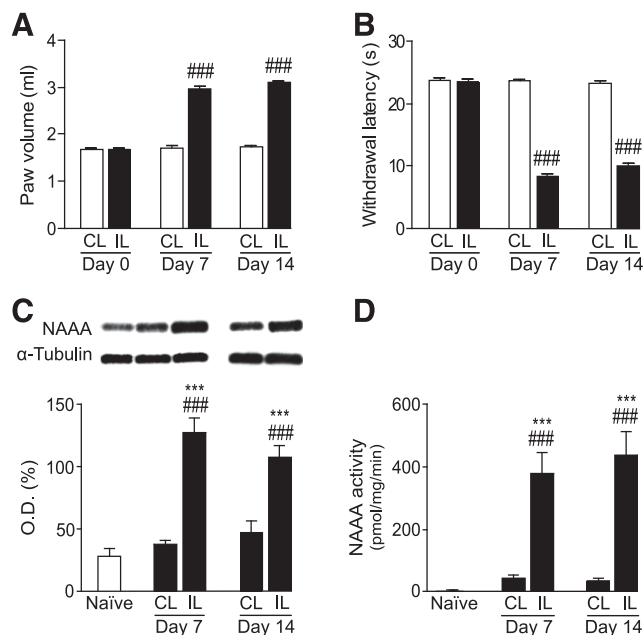 A
Paw volume (ml)
4
3
2
1
0
###
###
CL IL CL IL CL IL
Day 0 Day 7 Day 14
B
Withdrawal latency (s)
30
20
10
0
###
###
CL IL CL IL CL IL
Day 0 Day 7 Day 14
C
NAAA
α-Tubulin
O.D. (%)
150
100
50
0
***
###
***
###
CL IL CL IL
Naïve Day 7 Day 14
D
NAAA activity
(pmol/mg/min)
600
400
200
0
***
###
***
###
CL IL CL IL
Naïve Day 7 Day 14